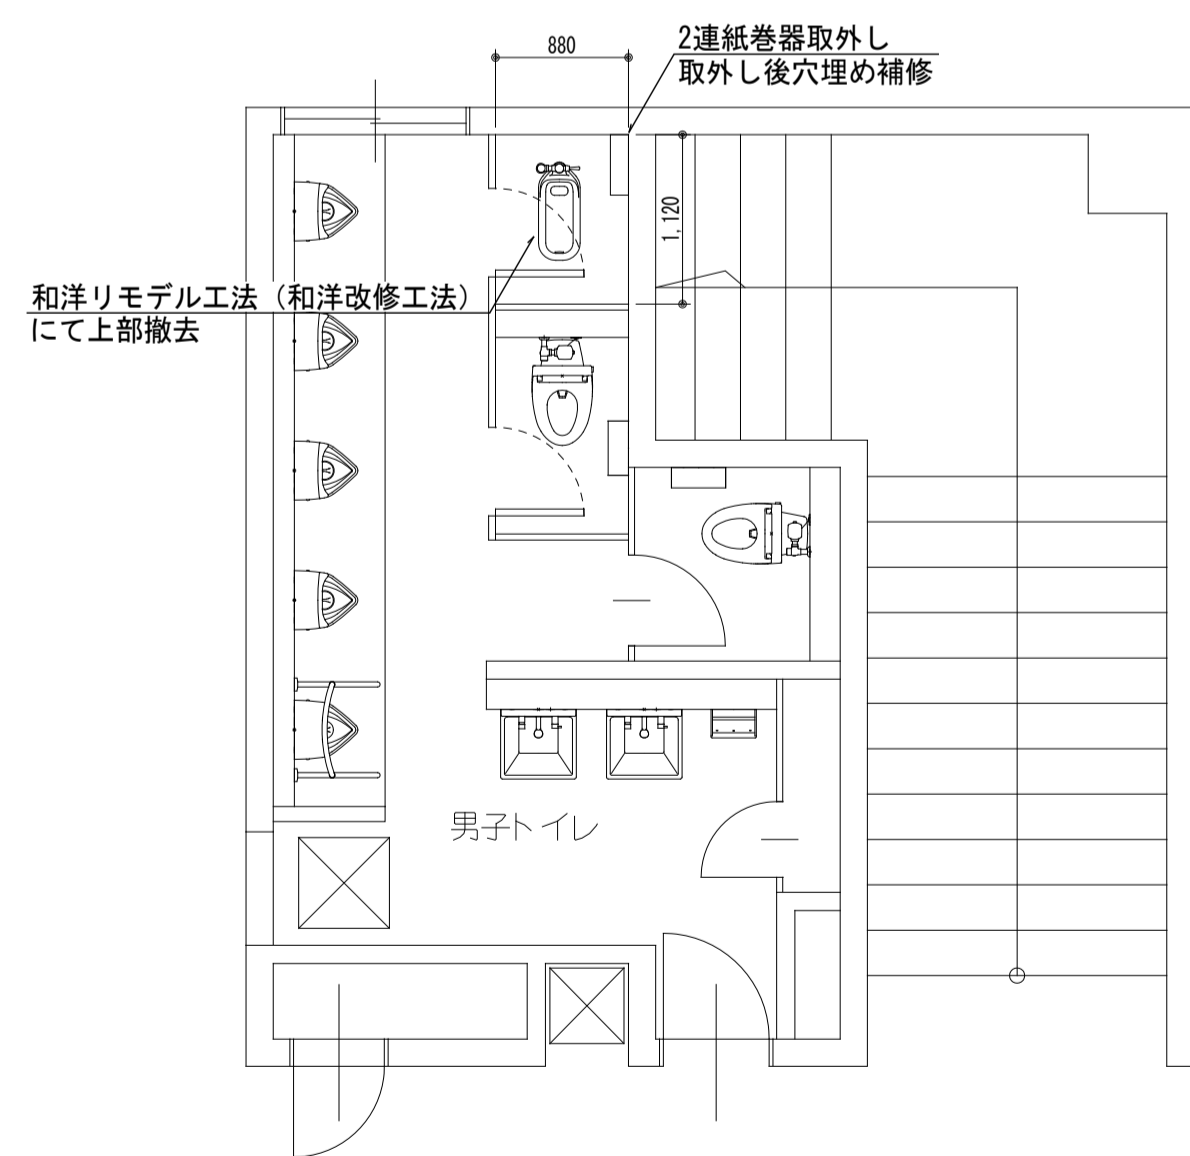 880
2連紙巻器取外し
取外し後穴埋め補修
1,120
和洋リモデル工法（和洋改修工法）
にて上部撤去
男子トイレ